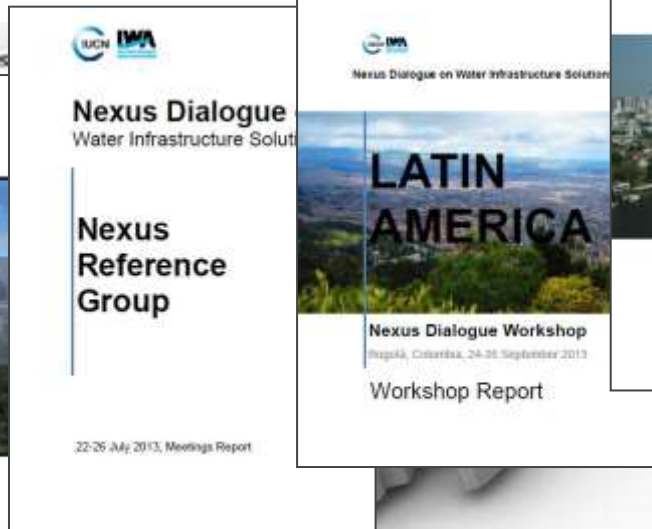 s
IUCN IWA
Nexus Dialogue
Water Infrastructure Soluti
Nexus
Reference
Group
22-26 July 2013, Meetings Report
IWA
Nexus Dialogue on Water Infrastructure Solution
LATIN
AMERICA
Nexus Dialogue Workshop
Bogotá, Colombia, 24-26 September 2013
Workshop Report